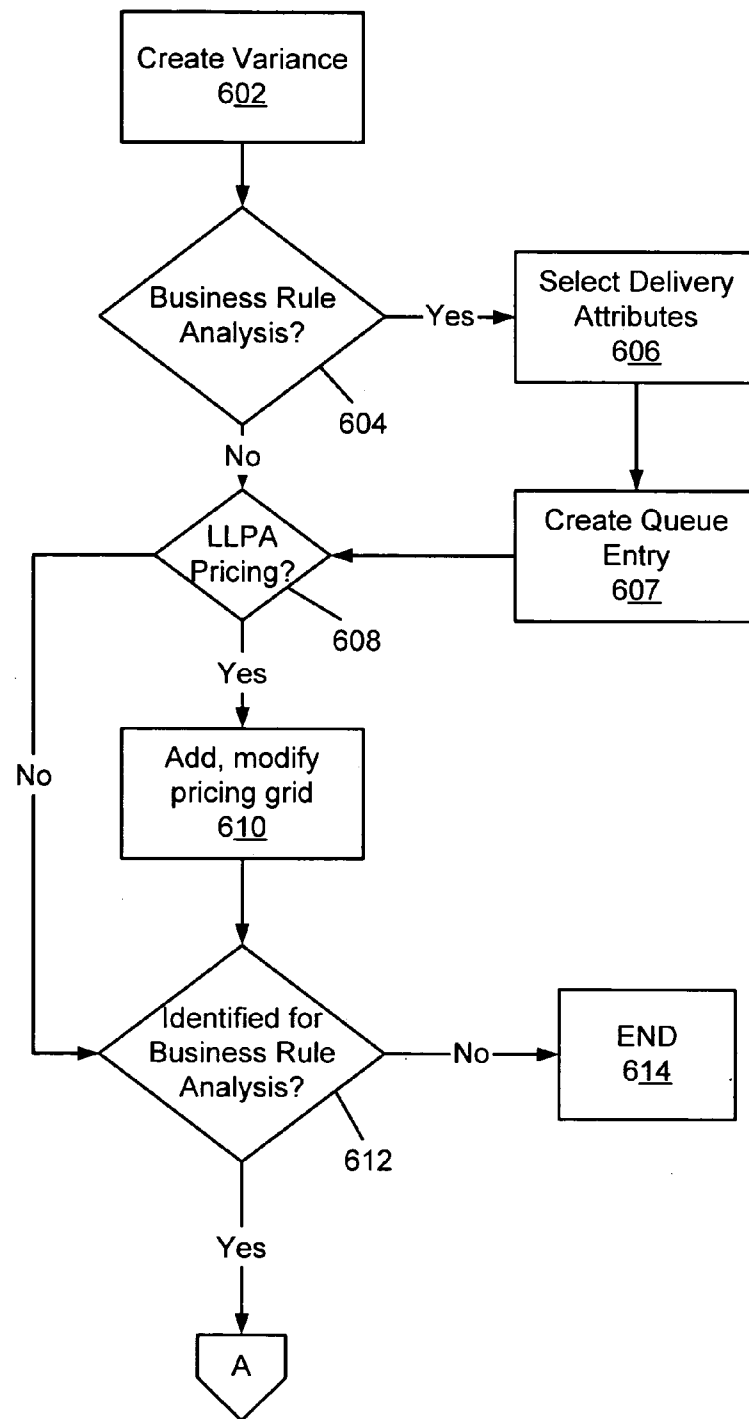 Create Variance
602
Business Rule
Analysis?
604
Yes
Select Delivery
Attributes
606
Create Queue
Entry
607
No
LLPA
Pricing?
608
Yes
No
Add, modify
pricing grid
610
Identified for
Business Rule
Analysis?
612
No
END
614
Yes
A